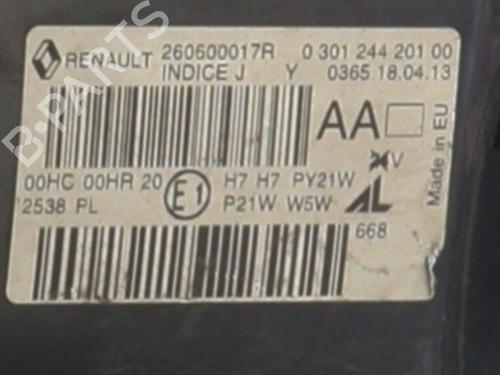 RENAULT 260600017R 0 301 244 201 00
INDICE J Y 0365 18.04.13
AA
V
00HC 00HR 20 E1 H7 H7 PY21W
2538 PL P21W W5W AL
668
Made in EU
B-PARTS